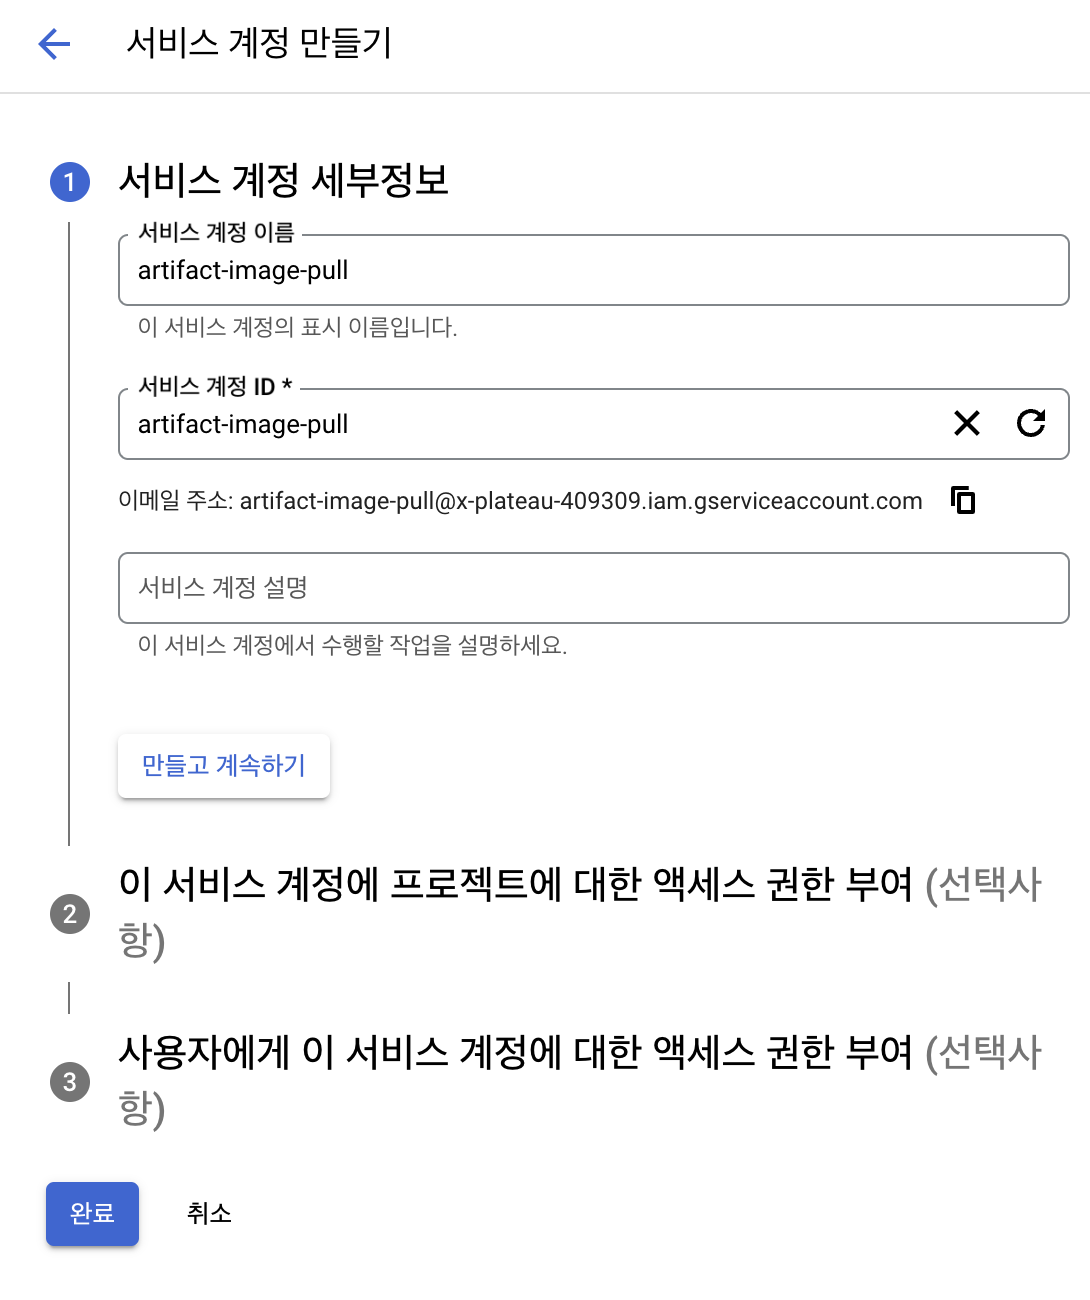 서비스 계정 만들기
1
서비스 계정 세부정보
서비스 계정 이름
artifact-image-pull
이 서비스 계정의 표시 이름입니다.
서비스 계정 ID *
artifact-image-pull
이메일 주소: artifact-image-pull@x-plateau-409309.iam.gserviceaccount.com
서비스 계정 설명
이 서비스 계정에서 수행할 작업을 설명하세요.
만들고 계속하기
2
이 서비스 계정에 프로젝트에 대한 액세스 권한 부여 (선택사
항)
3
사용자에게 이 서비스 계정에 대한 액세스 권한 부여 (선택사
항)
완료
취소